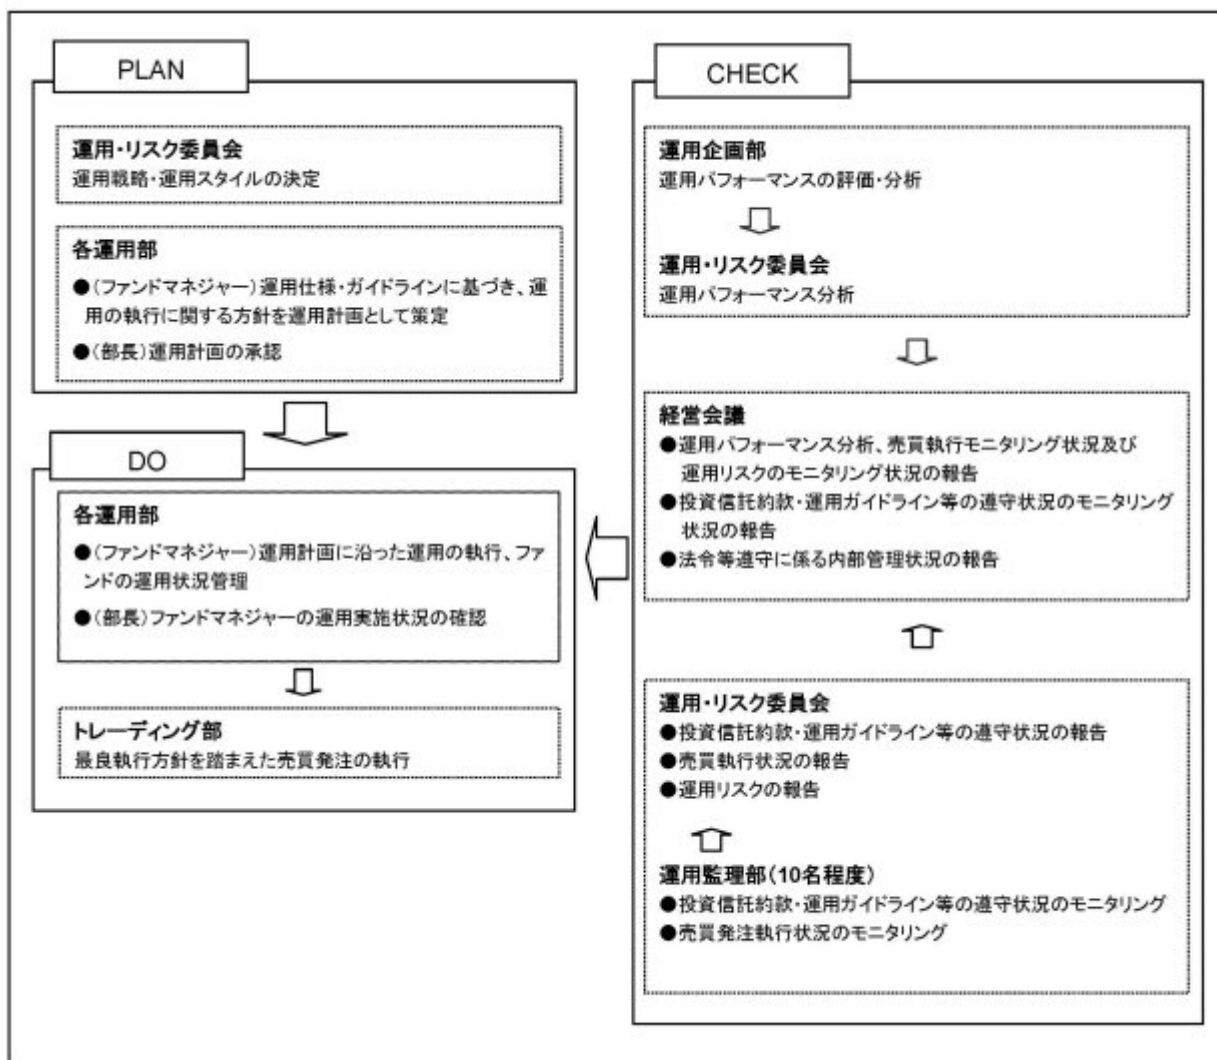 PLAN
運用・リスク委員会
運用戦略・運用スタイルの決定
各運用部
●(ファンドマネジャー)運用仕様・ガイドラインに基づき、運
用の執行に関する方針を運用計画として策定
●(部長)運用計画の承認
DO
各運用部
●(ファンドマネジャー)運用計画に沿った運用の執行、ファ
ンドの運用状況管理
●(部長)ファンドマネジャーの運用実施状況の確認
トレーディング部
最良執行方針を踏まえた売買発注の執行
CHECK
運用企画部
運用パフォーマンスの評価・分析
運用・リスク委員会
運用パフォーマンス分析
経営会議
●運用パフォーマンス分析、売買執行モニタリング状況及び
運用リスクのモニタリング状況の報告
●投資信託約款・運用ガイドライン等の遵守状況のモニタリング
状況の報告
●法令等遵守に係る内部管理状況の報告
運用・リスク委員会
●投資信託約款・運用ガイドライン等の遵守状況の報告
●売買執行状況の報告
●運用リスクの報告
運用監理部(10名程度)
●投資信託約款・運用ガイドライン等の遵守状況のモニタリング
●売買発注執行状況のモニタリング